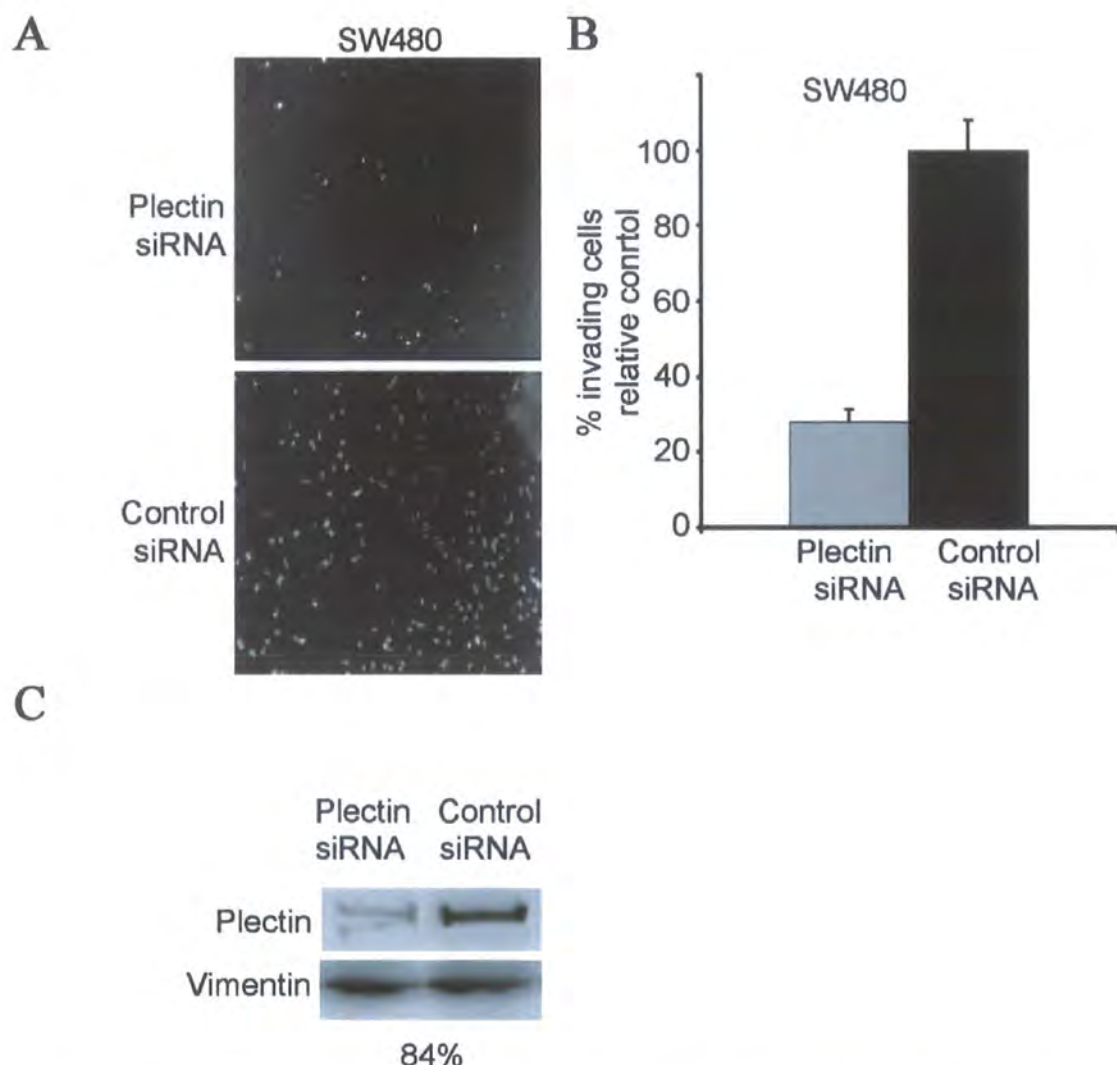 A
SW480
Plectin
siRNA
Control
siRNA
B
SW480
% invading cells
relative conrtol
100
80
60
40
20
0
Plectin
siRNA
Control
siRNA
C
Plectin
siRNA
Control
siRNA
Plectin
Vimentin
84%